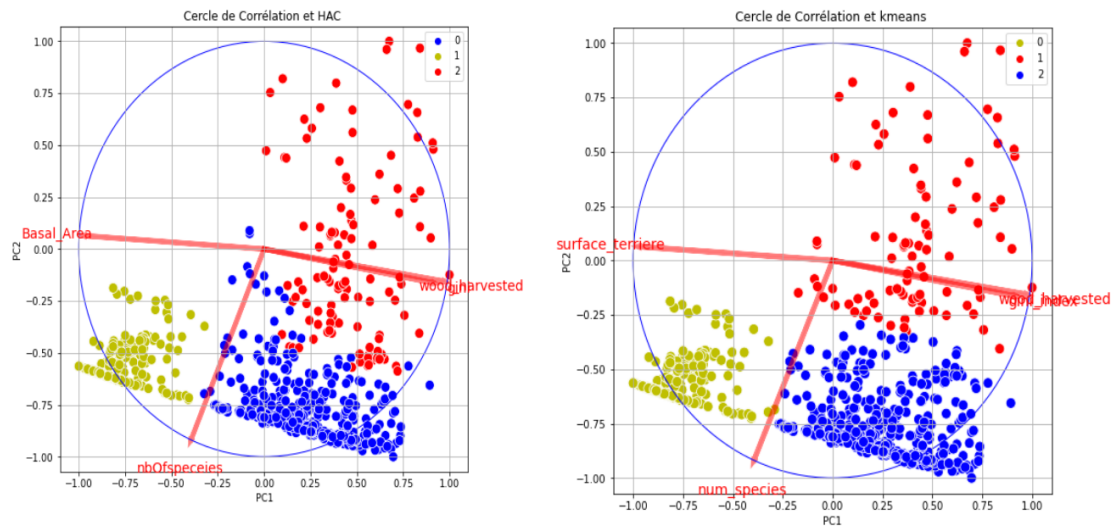 Cercle de Corrélation et HAC
1.00
0.75
0.50
0.25
0.00
−0.25
−0.50
−0.75
−1.00
PC2
0
1
2
Basal_Area
wood_harvested
nbOfspeceies
−1.00 −0.75 −0.50 −0.25 0.00 0.25 0.50 0.75 1.00
PC1
Cercle de Corrélation et kmeans
1.00
0.75
0.50
0.25
0.00
−0.25
−0.50
−0.75
−1.00
PC2
0
1
2
surface_terriere
wood_harvested
gini_index
num_species
−1.00 −0.75 −0.50 −0.25 0.00 0.25 0.50 0.75 1.00
PC1